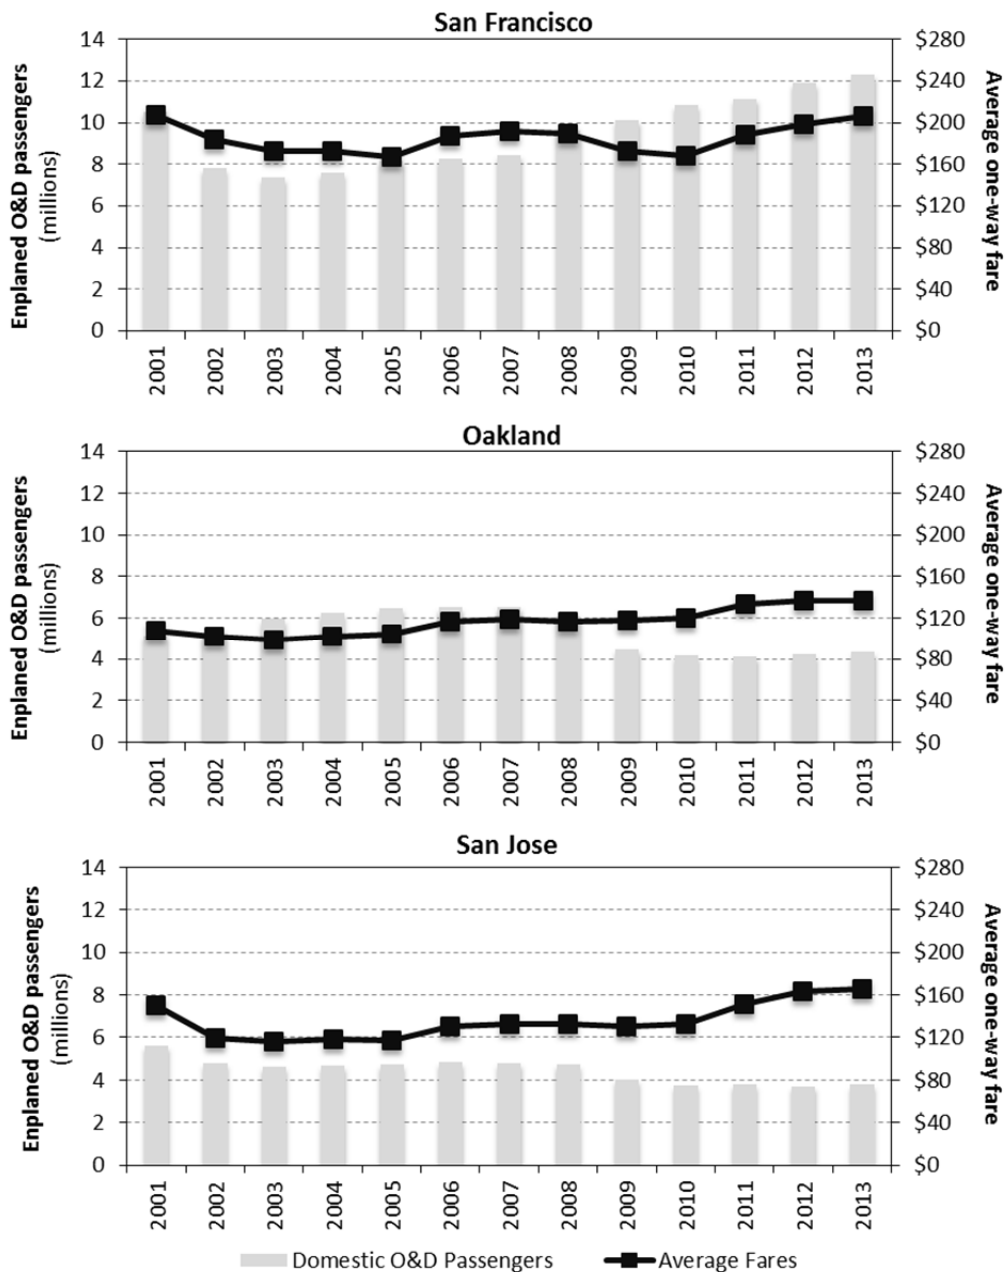 San Francisco
Enplaned O&D passengers
(millions)
14
12
10
8
6
4
2
0
$280
$240
$200
$160
$120
$80
$40
$0
Average one-way fare
2001 2002 2003 2004 2005 2006 2007 2008 2009 2010 2011 2012 2013
Oakland
Enplaned O&D passengers
(millions)
14
12
10
8
6
4
2
0
$280
$240
$200
$160
$120
$80
$40
$0
Average one-way fare
2001 2002 2003 2004 2005 2006 2007 2008 2009 2010 2011 2012 2013
San Jose
Enplaned O&D passengers
(millions)
14
12
10
8
6
4
2
0
$280
$240
$200
$160
$120
$80
$40
$0
Average one-way fare
2001 2002 2003 2004 2005 2006 2007 2008 2009 2010 2011 2012 2013
Domestic O&D Passengers
Average Fares